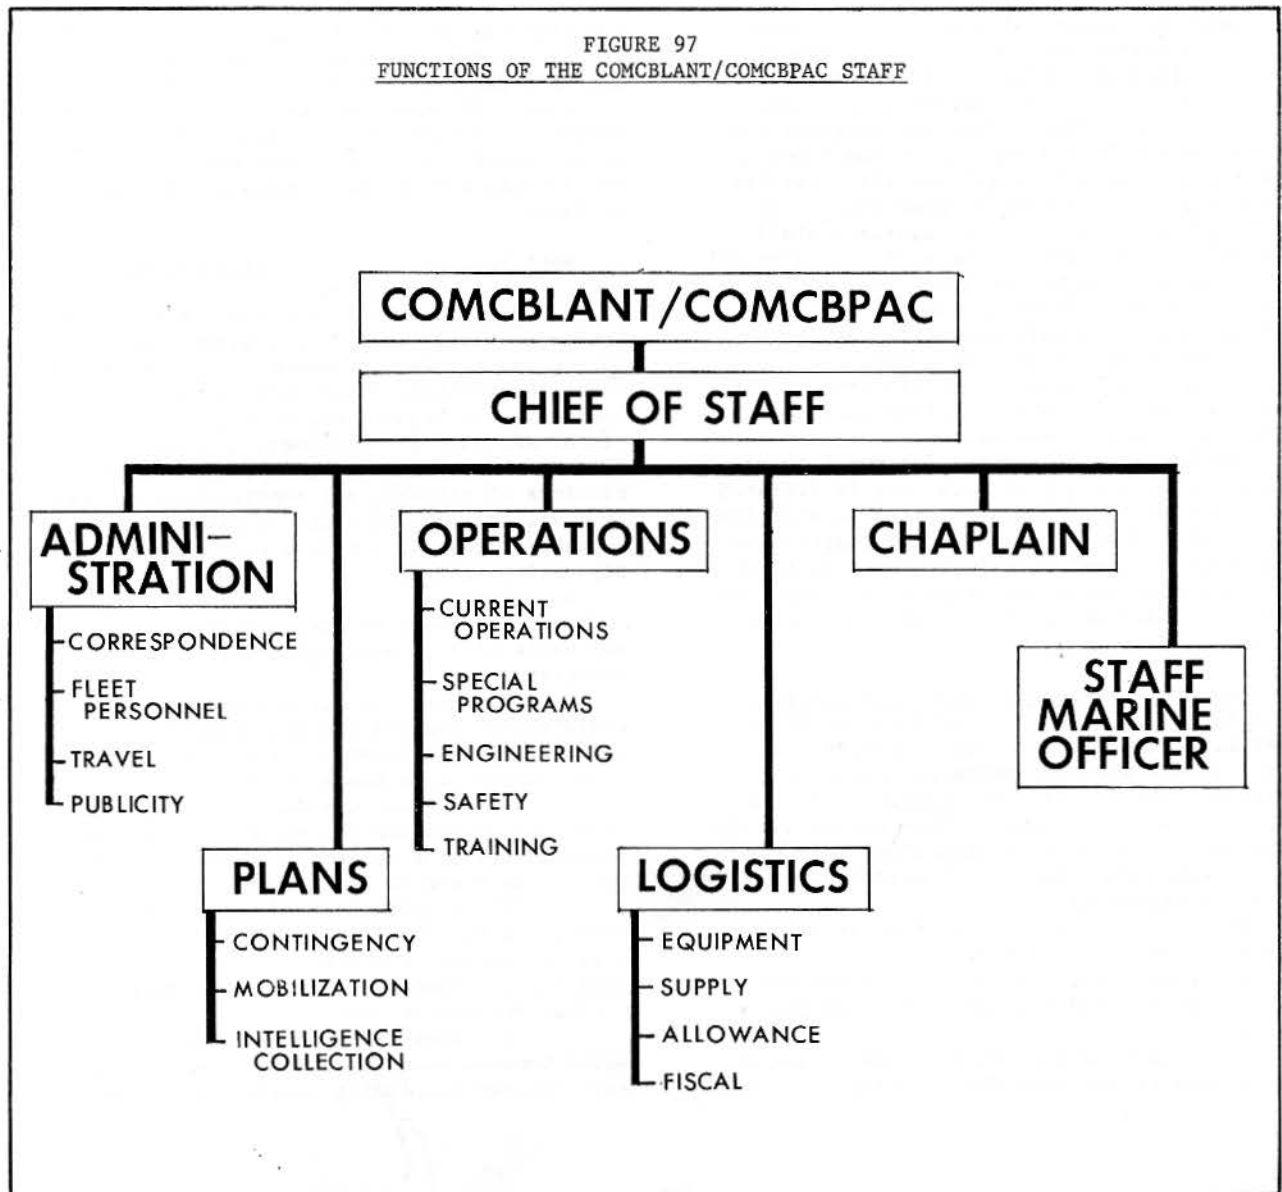 FIGURE 97
FUNCTIONS OF THE COMCBLANT/COMCBPAC STAFF
COMCBLANT/COMCBPAC
CHIEF OF STAFF
ADMINI-
STRATION
CORRESPONDENCE
FLEET
PERSONNEL
TRAVEL
PUBLICITY
PLANS
CONTINGENCY
MOBILIZATION
INTELLIGENCE
COLLECTION
OPERATIONS
CURRENT
OPERATIONS
SPECIAL
PROGRAMS
ENGINEERING
SAFETY
TRAINING
LOGISTICS
EQUIPMENT
SUPPLY
ALLOWANCE
FISCAL
CHAPLAIN
STAFF
MARINE
OFFICER